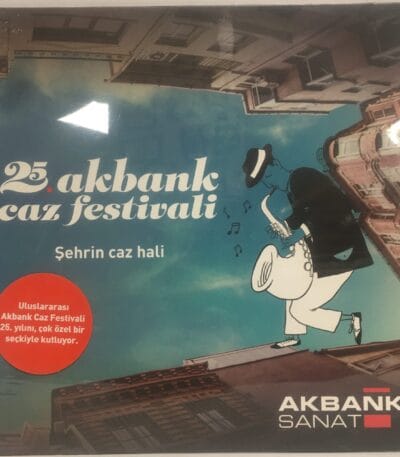 25. akbank
caz festivali
Şehrin caz hali
Uluslararası
Akbank Caz Festivali
25. yılını, çok özel bir
seçkiyle kutluyor.
AKBANK
SANAT